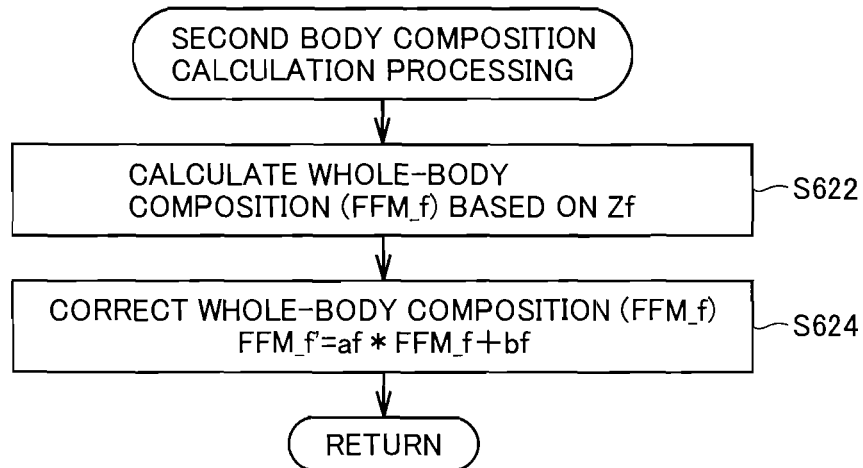 SECOND BODY COMPOSITION
CALCULATION PROCESSING
CALCULATE WHOLE-BODY
COMPOSITION (FFM_f) BASED ON Zf
S622
CORRECT WHOLE-BODY COMPOSITION (FFM_f)
FFM_f'=af * FFM_f+bf
S624
RETURN